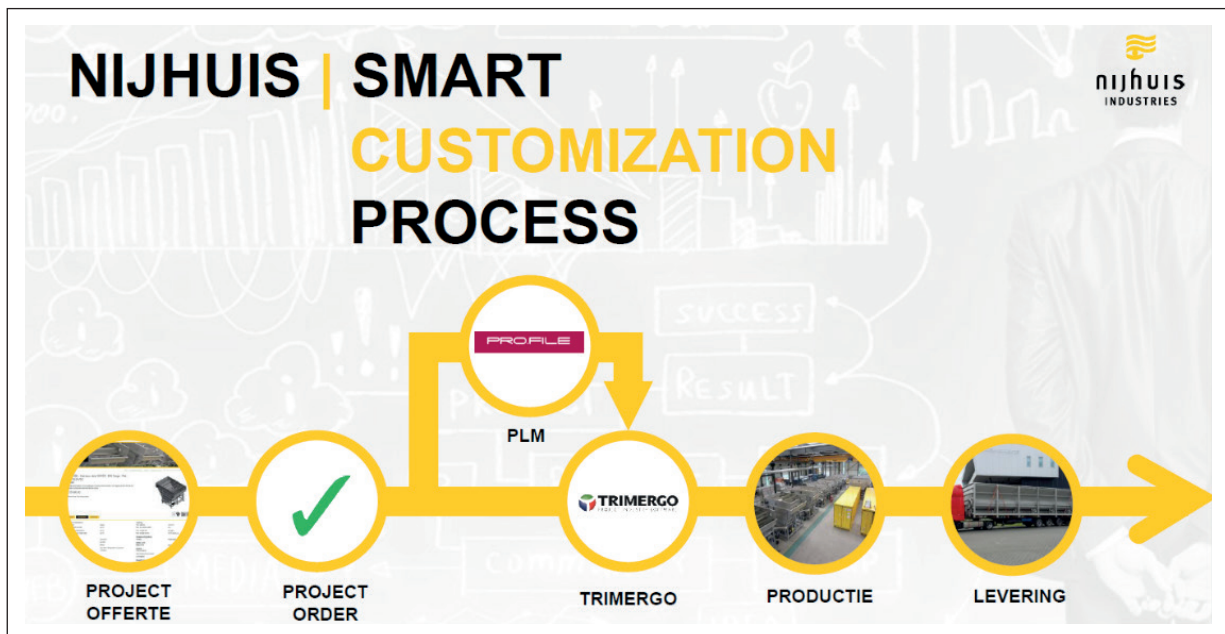 NIJHUIS | SMART
CUSTOMIZATION
PROCESS
nijhuis
INDUSTRIES
SUCCESS
RESULT
PRO.FILE
PLM
TRIMERGO
PROJECT
OFFERTE
PROJECT
ORDER
TRIMERGO
PRODUCTIE
LEVERING